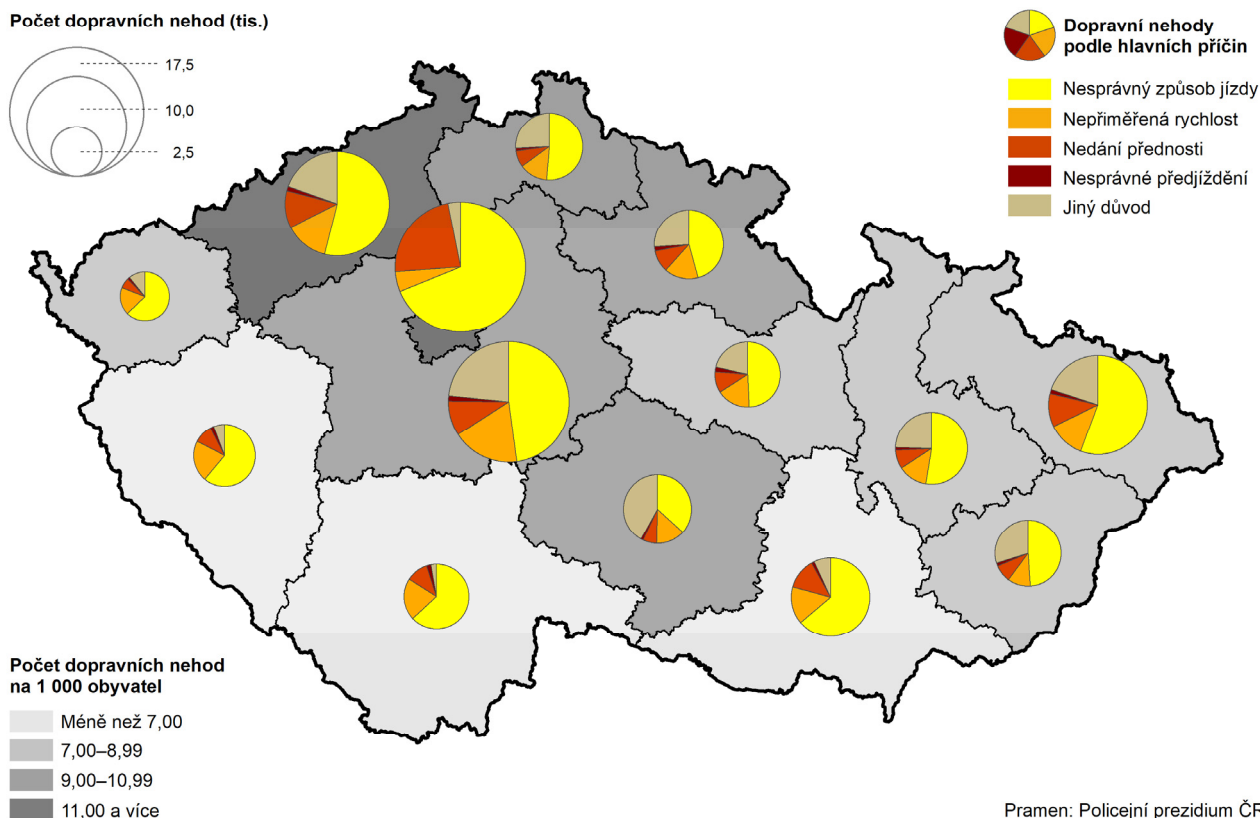 Počet dopravních nehod (tis.)
17,5
10,0
2,5
Dopravní nehody
podle hlavních příčin
Nesprávný způsob jízdy
Nepřiměřená rychlost
Nedání přednosti
Nesprávné předjíždění
Jiný důvod
Počet dopravních nehod
na 1 000 obyvatel
Méně než 7,00
7,00–8,99
9,00–10,99
11,00 a více
Pramen: Policejní prezidium ČR